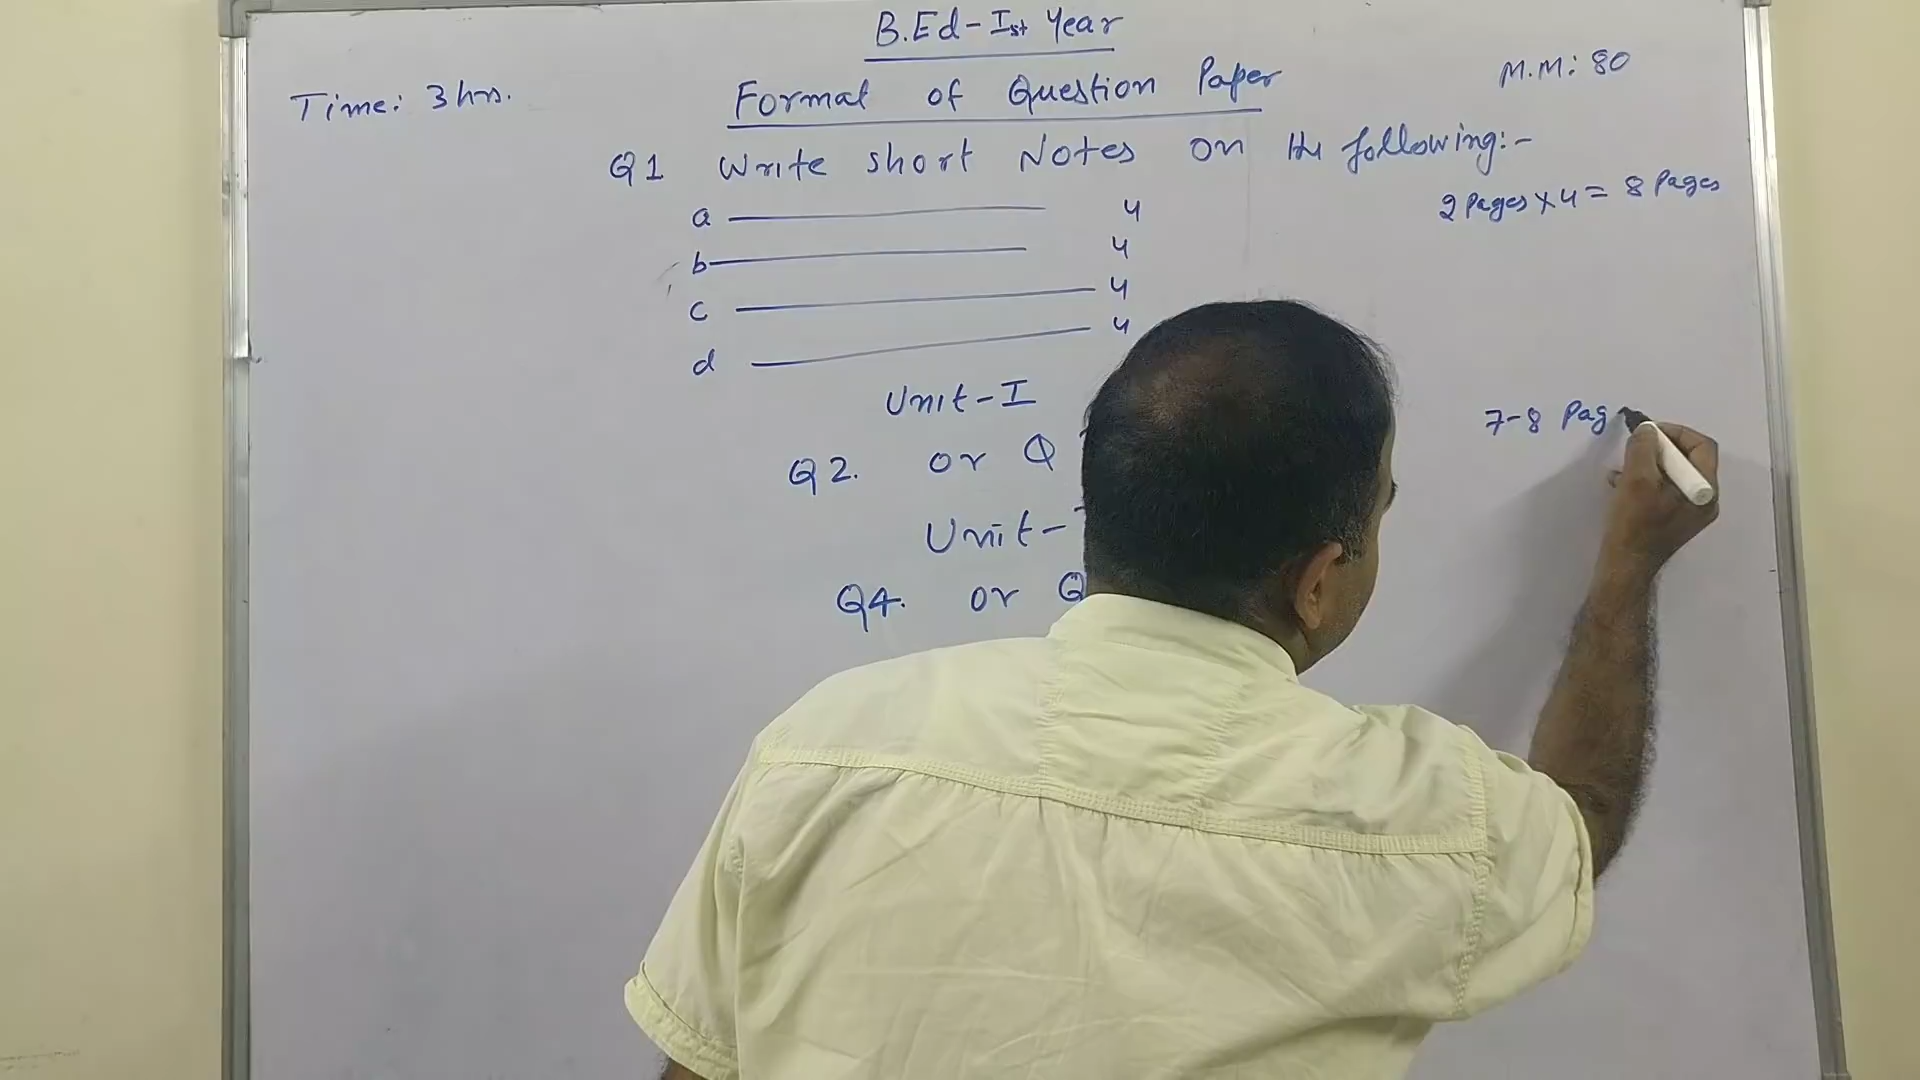 B.Ed-Ist Year
Time: 3 hrs.
Format of Question Paper
M.M: 80
Q1 Write short Notes on the following:-
2 Pages x 4 = 8 Pages
a 4
b 4
c 4
d 4
Unit-I
7-8 Pag
Q2. or Q
Unit-
Q4. or Q